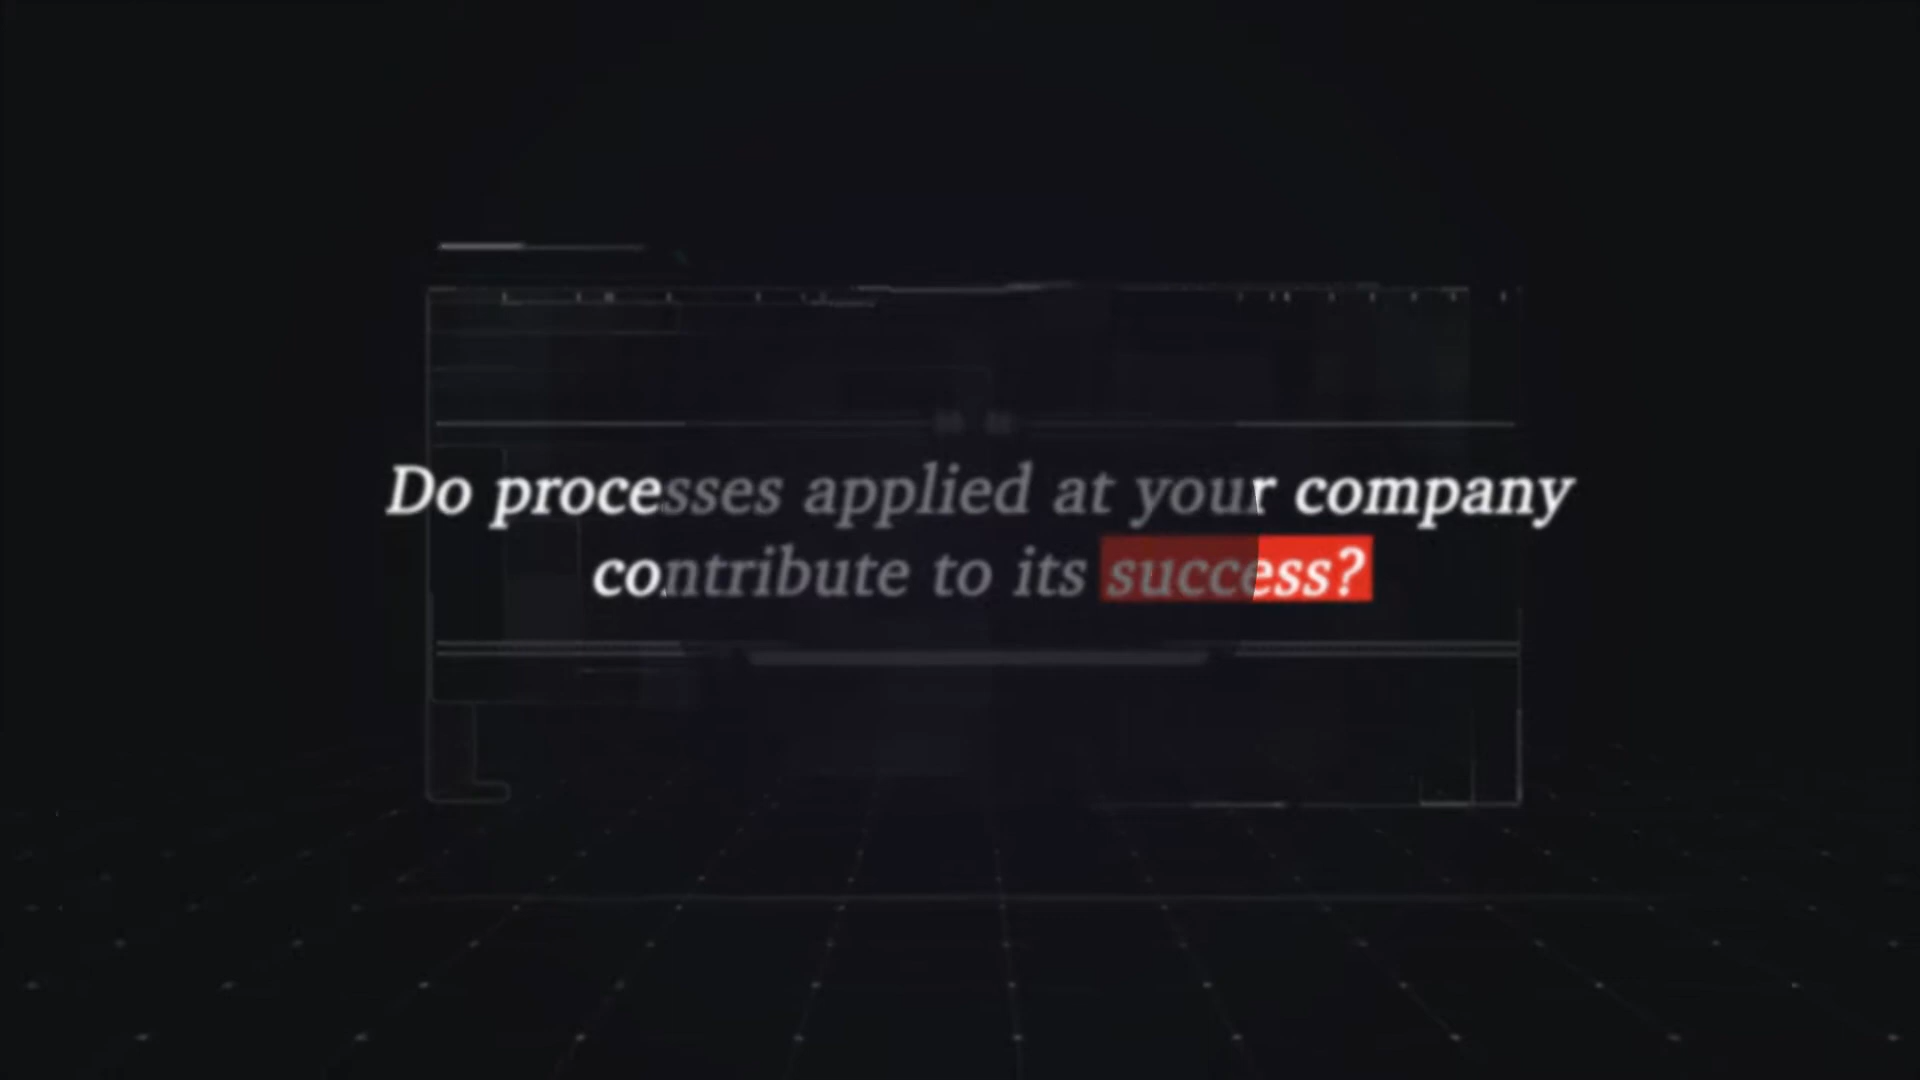 Do processes applied at your company
contribute to its success?